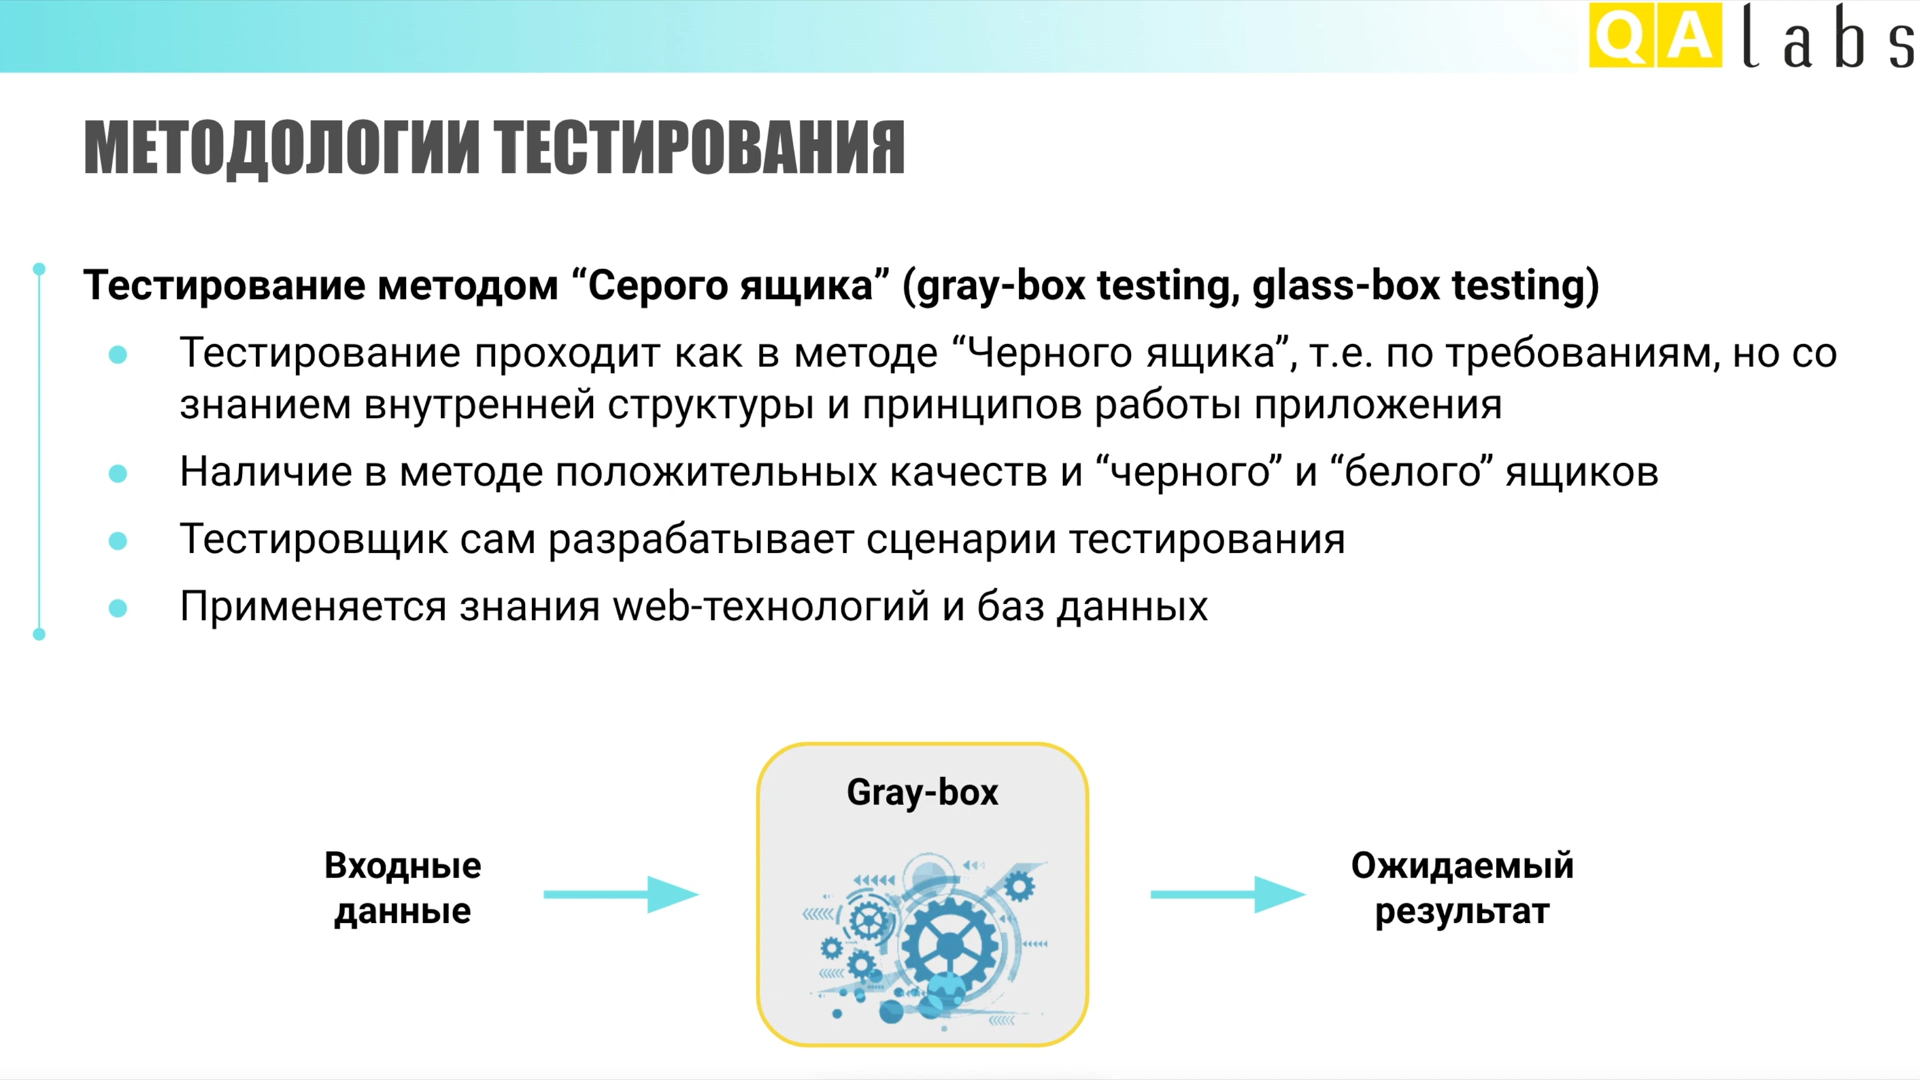 QA labs
МЕТОДОЛОГИИ ТЕСТИРОВАНИЯ
Тестирование методом “Серого ящика” (gray-box testing, glass-box testing)
Тестирование проходит как в методе “Черного ящика”, т.е. по требованиям, но со
знанием внутренней структуры и принципов работы приложения
Наличие в методе положительных качеств и “черного” и “белого” ящиков
Тестировщик сам разрабатывает сценарии тестирования
Применяется знания web-технологий и баз данных
Gray-box
Входные
данные
Ожидаемый
результат